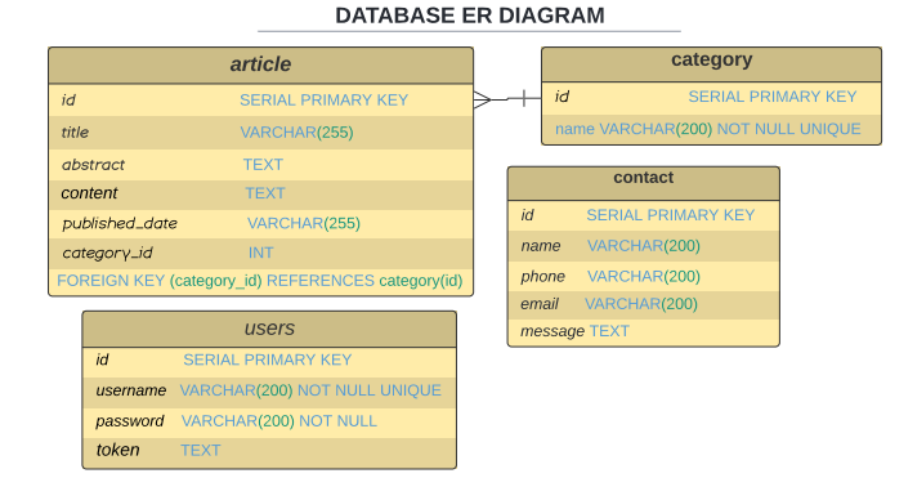 DATABASE ER DIAGRAM
article
id SERIAL PRIMARY KEY
title VARCHAR(255)
abstract TEXT
content TEXT
published_date VARCHAR(255)
category_id INT
FOREIGN KEY (category_id) REFERENCES category(id)
category
id SERIAL PRIMARY KEY
name VARCHAR(200) NOT NULL UNIQUE
contact
id SERIAL PRIMARY KEY
name VARCHAR(200)
phone VARCHAR(200)
email VARCHAR(200)
message TEXT
users
id SERIAL PRIMARY KEY
username VARCHAR(200) NOT NULL UNIQUE
password VARCHAR(200) NOT NULL
token TEXT